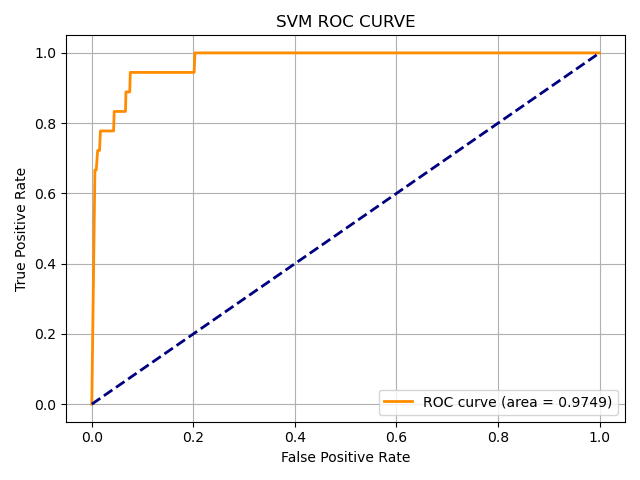 SVM ROC CURVE
True Positive Rate
1.0
0.8
0.6
0.4
0.2
0.0
ROC curve (area = 0.9749)
0.0 0.2 0.4 0.6 0.8 1.0
False Positive Rate